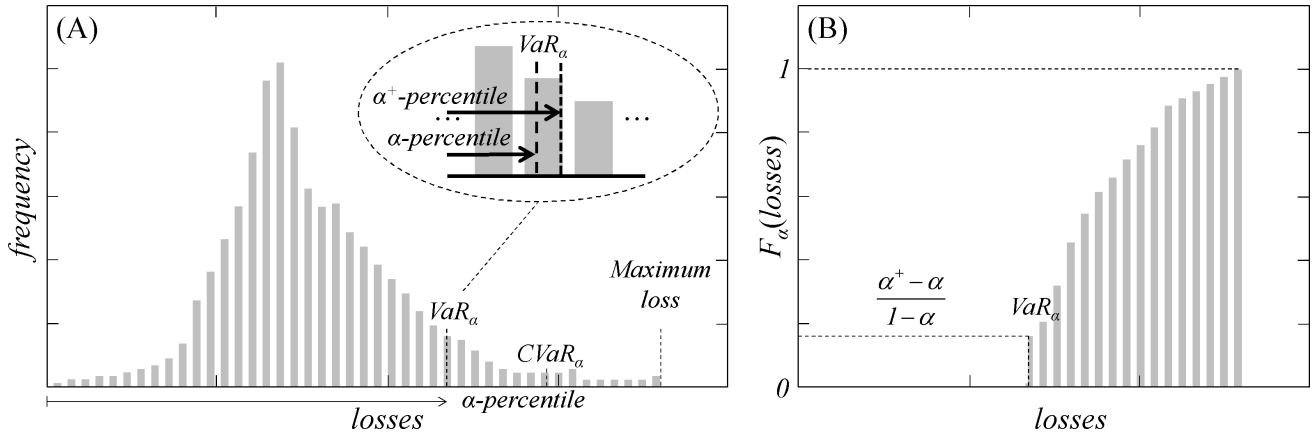 (A)
frequency
VaRα
α⁺-percentile
...
...
α-percentile
Maximum
loss
VaRα
CVaRα
α-percentile
losses
(B)
1
Fα(losses)
α⁺ − α
1 − α
VaRα
0
losses